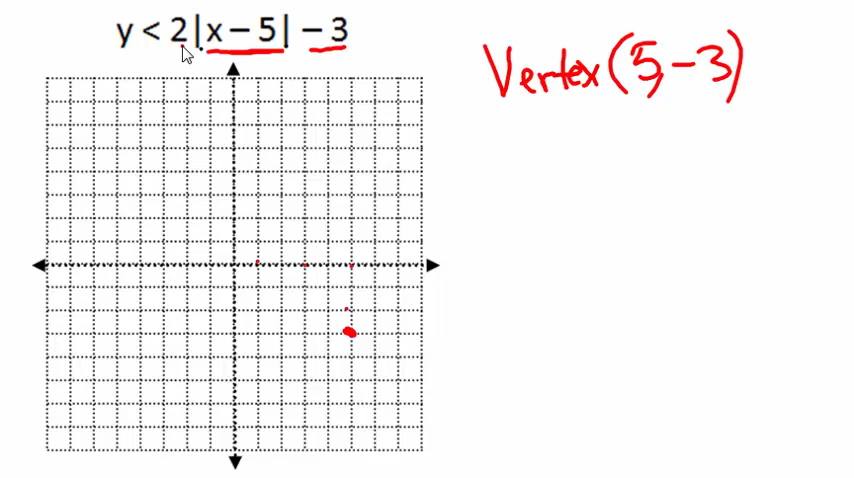 y < 2|x − 5| − 3
Vertex (5, −3)